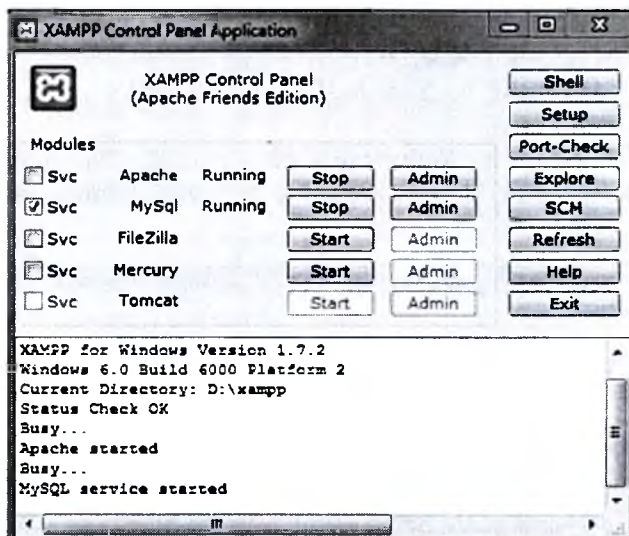 XAMPP Control Panel Application
XAMPP Control Panel
(Apache Friends Edition)
Shell
Setup
Port-Check
Explore
SCM
Refresh
Help
Exit
Modules
Svc Apache Running Stop Admin
Svc MySql Running Stop Admin
Svc FileZilla Start Admin
Svc Mercury Start Admin
Svc Tomcat Start Admin
XAMPP for Windows Version 1.7.2
Windows 6.0 Build 6000 Platform 2
Current Directory: D:\xampp
Status Check OK
Busy...
Apache started
Busy...
MySQL service started